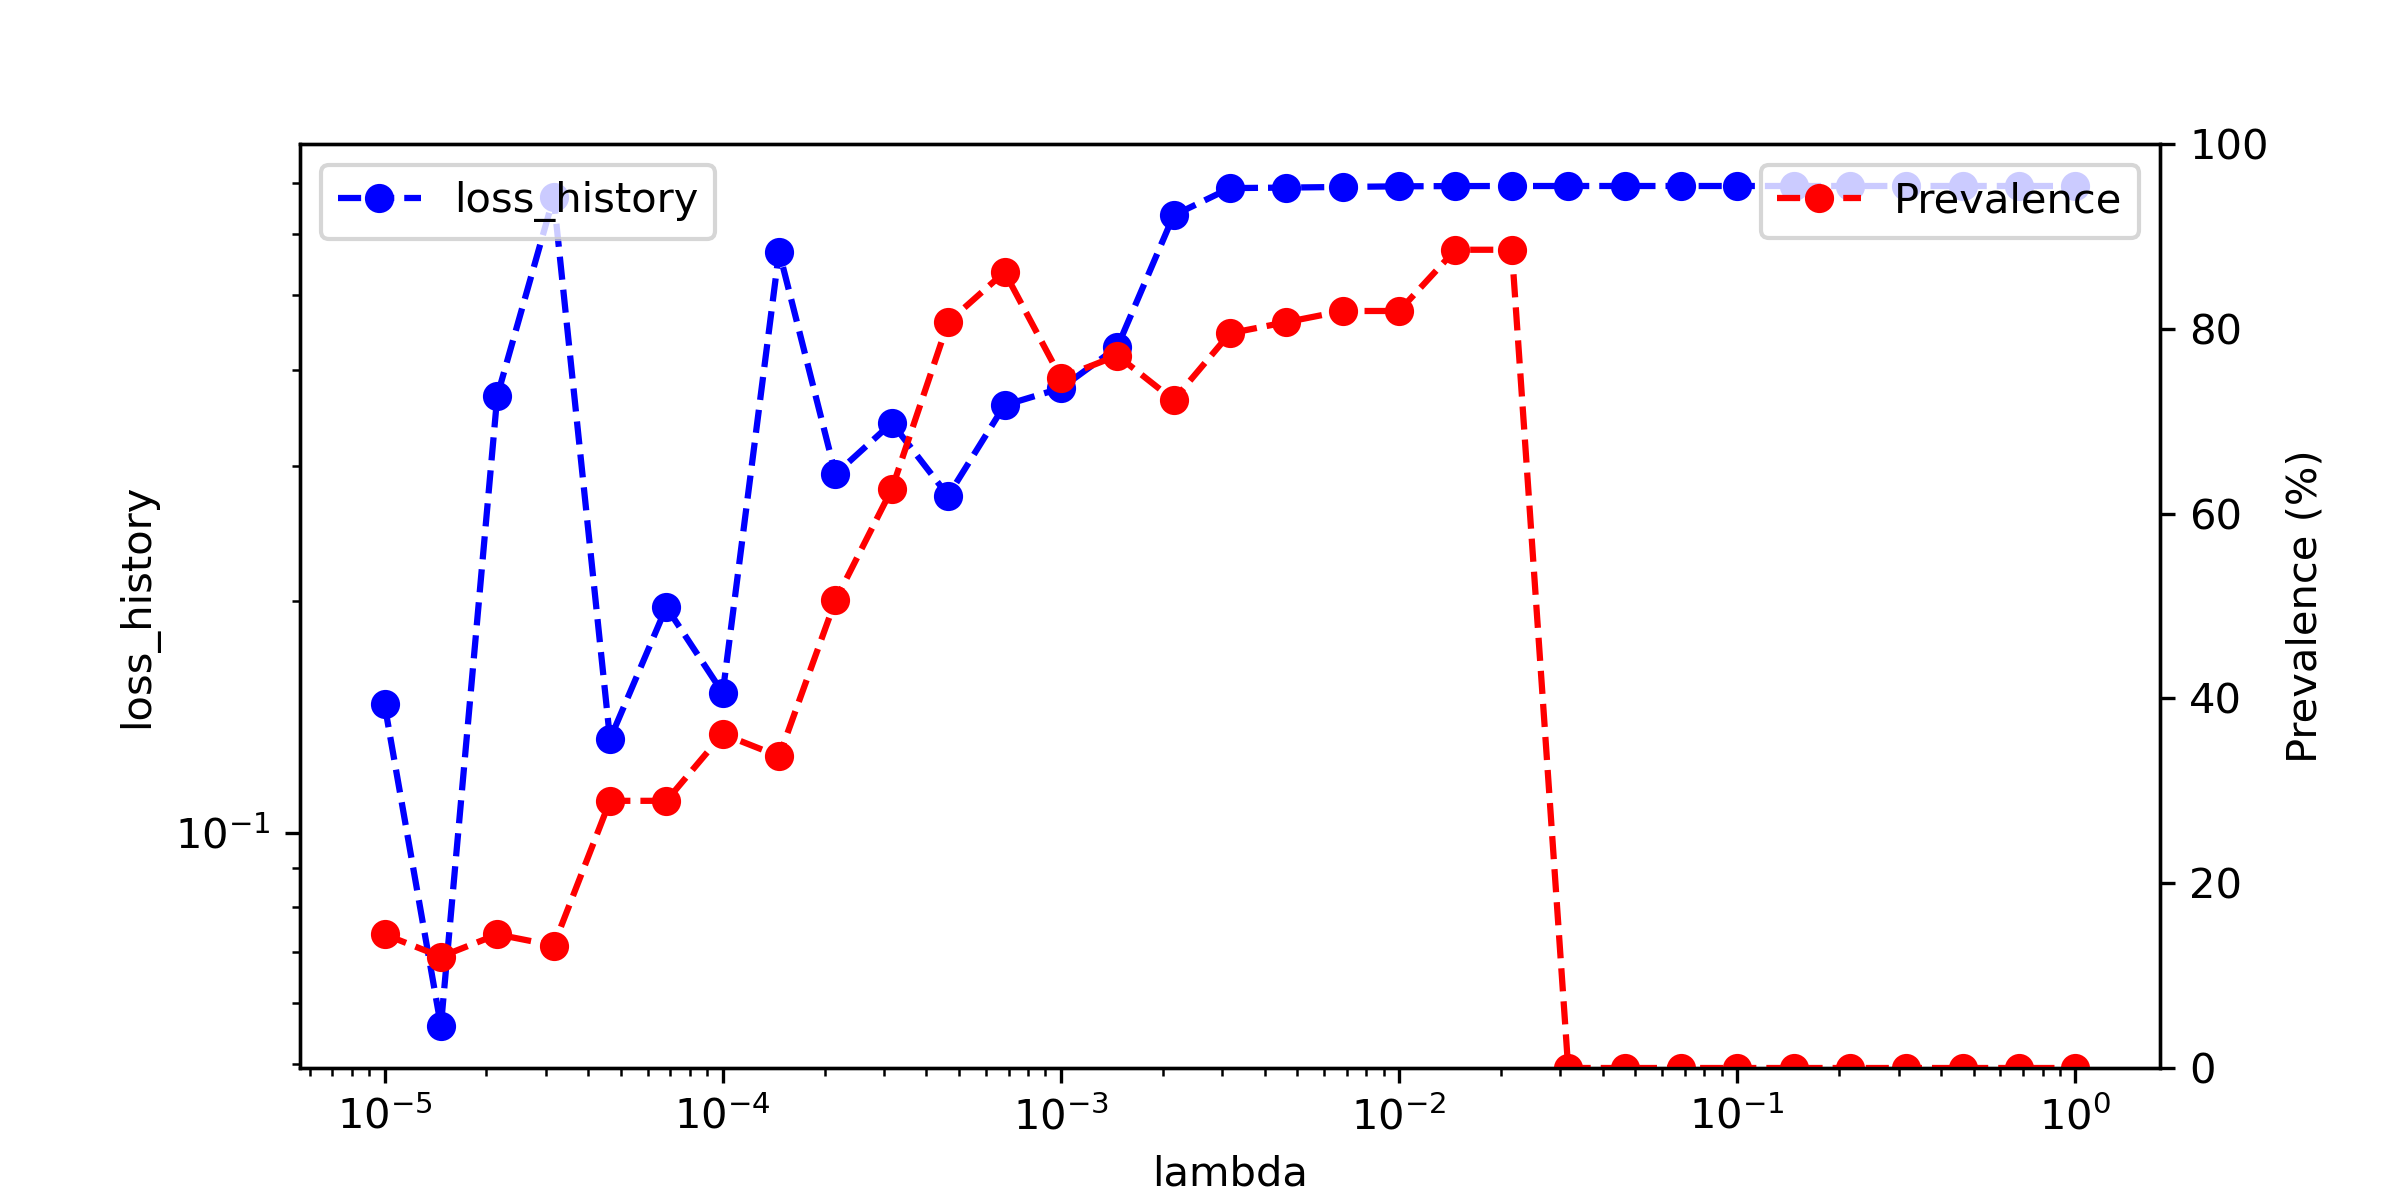 loss_history
Prevalence
loss_history
10⁻¹
100
80
60
40
20
0
Prevalence (%)
10⁻⁵ 10⁻⁴ 10⁻³ 10⁻² 10⁻¹ 10⁰
lambda